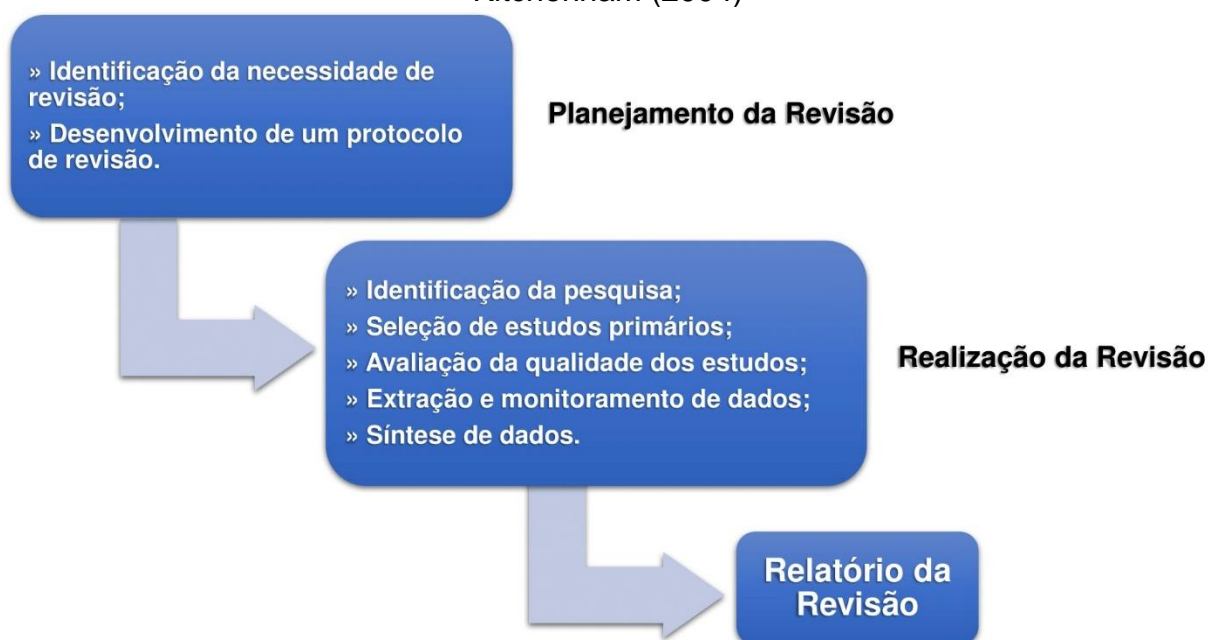 Kitchenham (2004)
» Identificação da necessidade de
revisão;
» Desenvolvimento de um protocolo
de revisão.
Planejamento da Revisão
» Identificação da pesquisa;
» Seleção de estudos primários;
» Avaliação da qualidade dos estudos;
» Extração e monitoramento de dados;
» Síntese de dados.
Realização da Revisão
Relatório da
Revisão